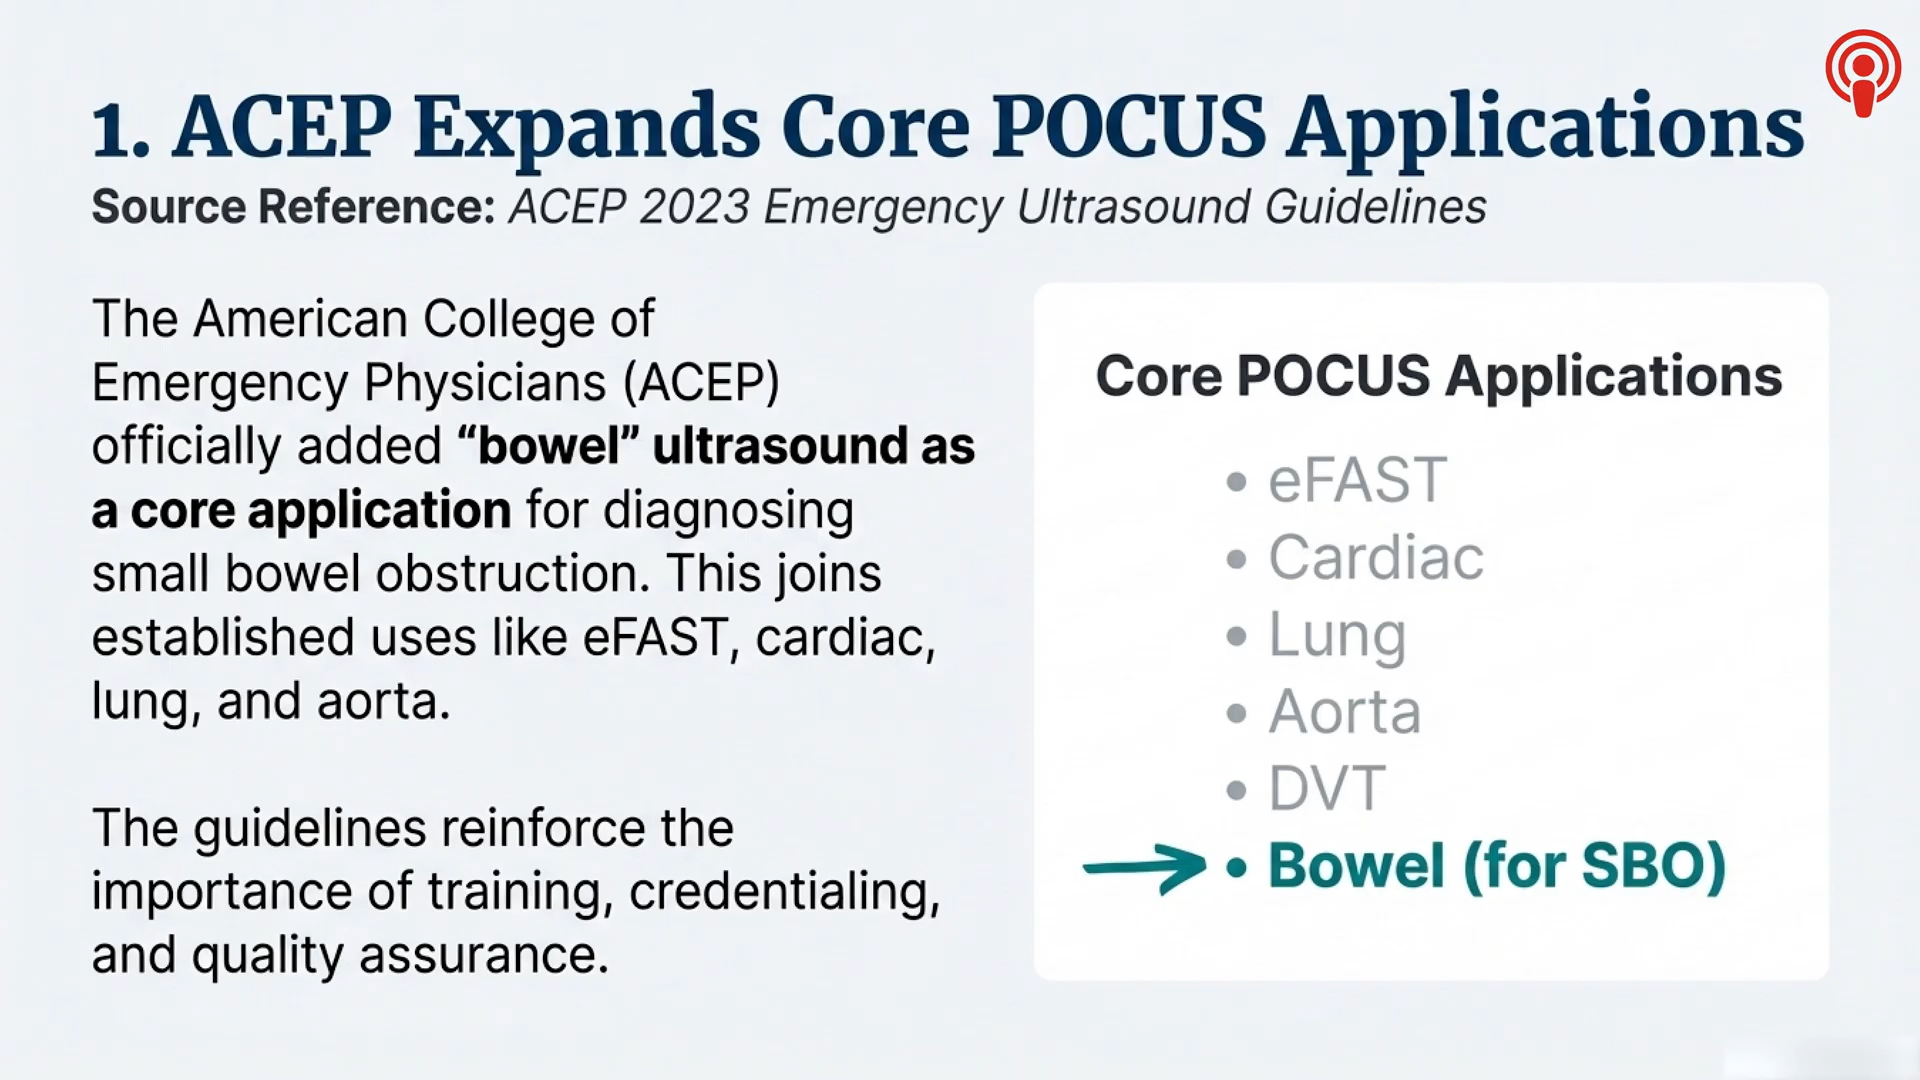 1. ACEP Expands Core POCUS Applications
Source Reference: ACEP 2023 Emergency Ultrasound Guidelines
The American College of
Emergency Physicians (ACEP)
officially added “bowel” ultrasound as
a core application for diagnosing
small bowel obstruction. This joins
established uses like eFAST, cardiac,
lung, and aorta.
The guidelines reinforce the
importance of training, credentialing,
and quality assurance.
Core POCUS Applications
• eFAST
• Cardiac
• Lung
• Aorta
• DVT
• Bowel (for SBO)